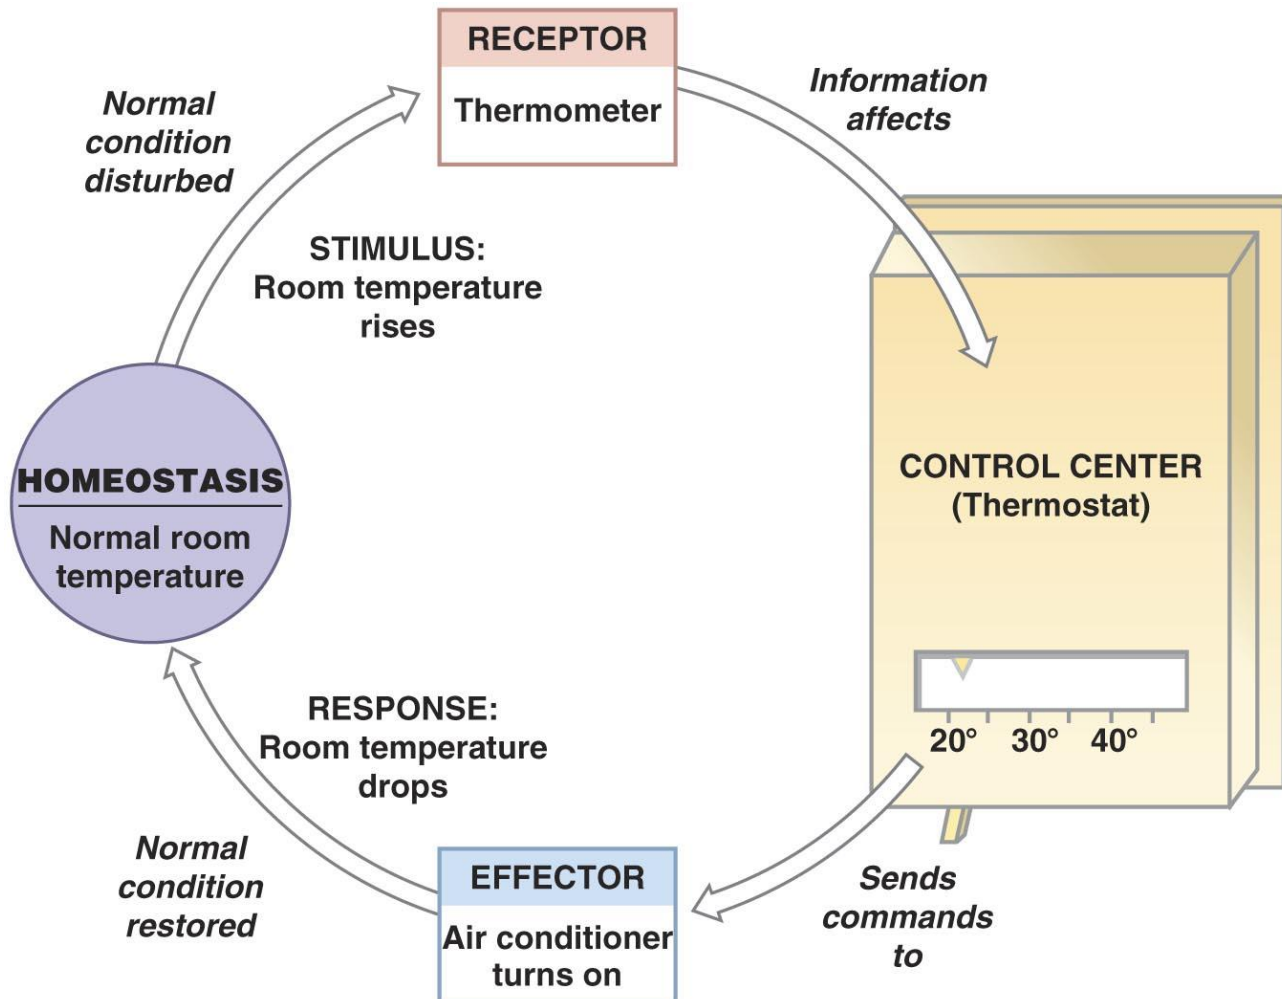 RECEPTOR
Thermometer
Information
affects
Normal
condition
disturbed
STIMULUS:
Room temperature
rises
HOMEOSTASIS
Normal room
temperature
CONTROL CENTER
(Thermostat)
20° 30° 40°
RESPONSE:
Room temperature
drops
Normal
condition
restored
EFFECTOR
Air conditioner
turns on
Sends
commands
to